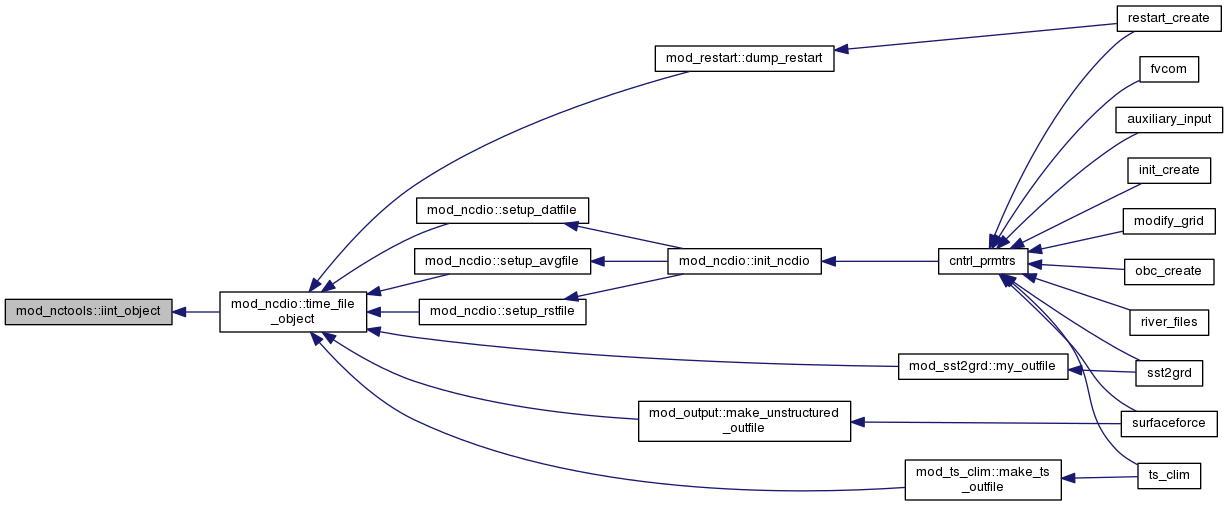 restart_create
mod_restart::dump_restart
fvcom
auxiliary_input
init_create
mod_ncdio::setup_datfile
modify_grid
mod_ncdio::setup_avgfile
mod_ncdio::init_ncdio
cntrl_prmtrs
obc_create
mod_nctools::iint_object
mod_ncdio::time_file
_object
mod_ncdio::setup_rstfile
river_files
mod_sst2grd::my_outfile
sst2grd
mod_output::make_unstructured
_outfile
surfaceforce
mod_ts_clim::make_ts
_outfile
ts_clim